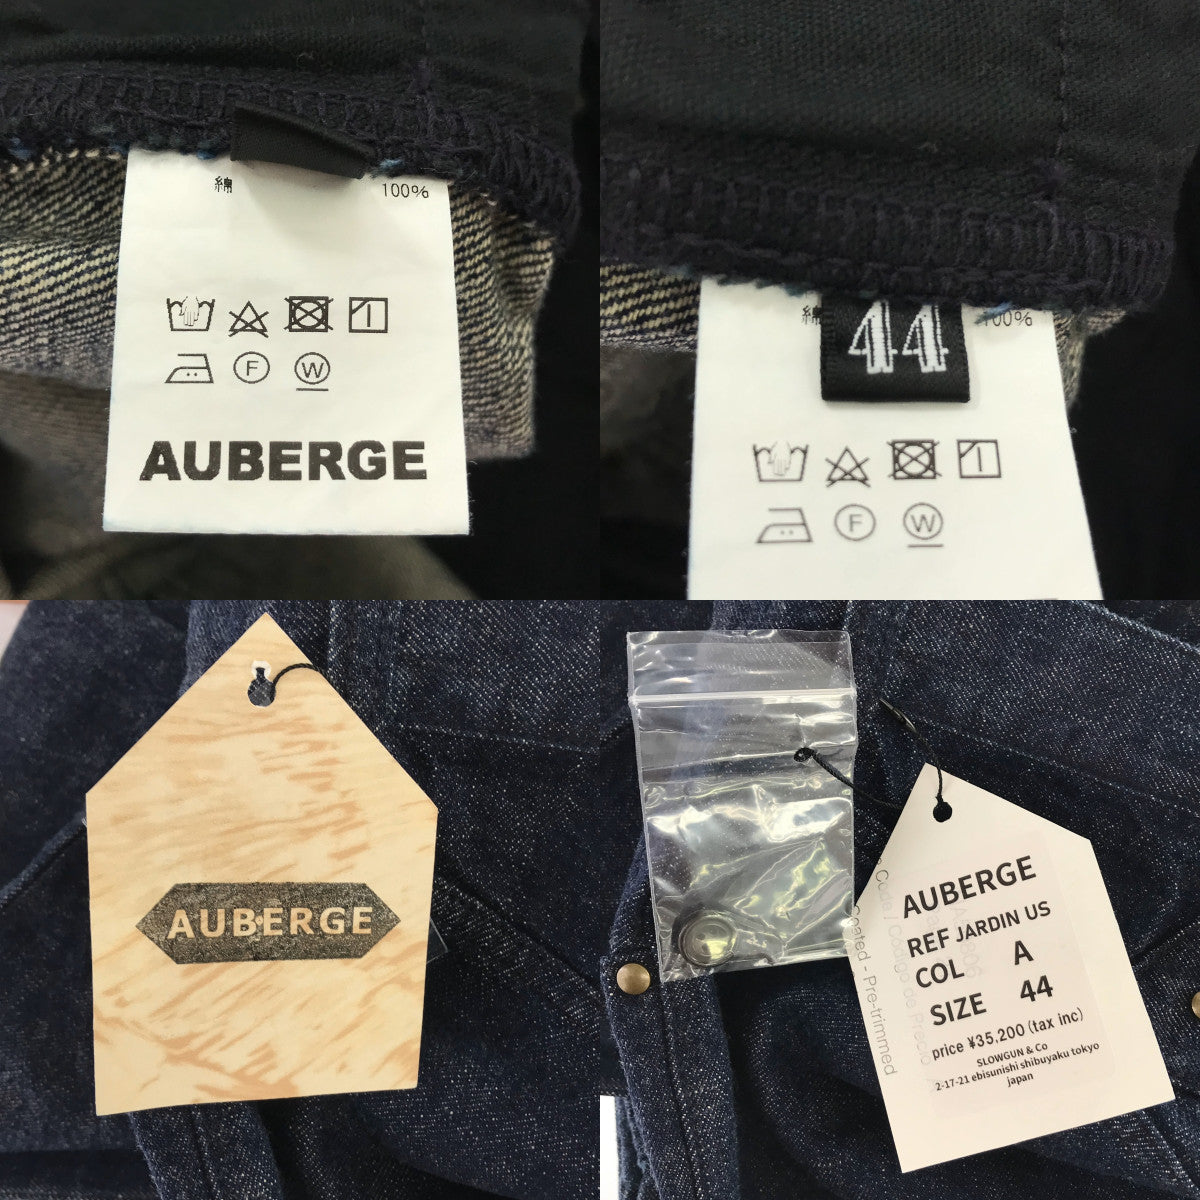 綿 100%
F W
AUBERGE
綿 44 100%
F W
AUBERGE
AUBERGE
REF JARDIN US
COL A
SIZE 44
price ¥35,200 (tax inc)
SLOWGUN & Co
2-17-21 ebisunishi shibuyaku tokyo
japan
Coated - Pre-trimmed